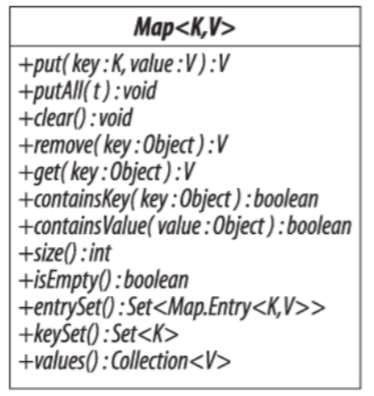 Map<K,V>
+put( key : K, value : V ) : V
+putAll( t ) : void
+clear() : void
+remove( key : Object ) : V
+get( key : Object ) : V
+containsKey( key : Object ) : boolean
+containsValue( value : Object ) : boolean
+size() : int
+isEmpty() : boolean
+entrySet() : Set<Map.Entry<K,V>>
+keySet() : Set<K>
+values() : Collection<V>